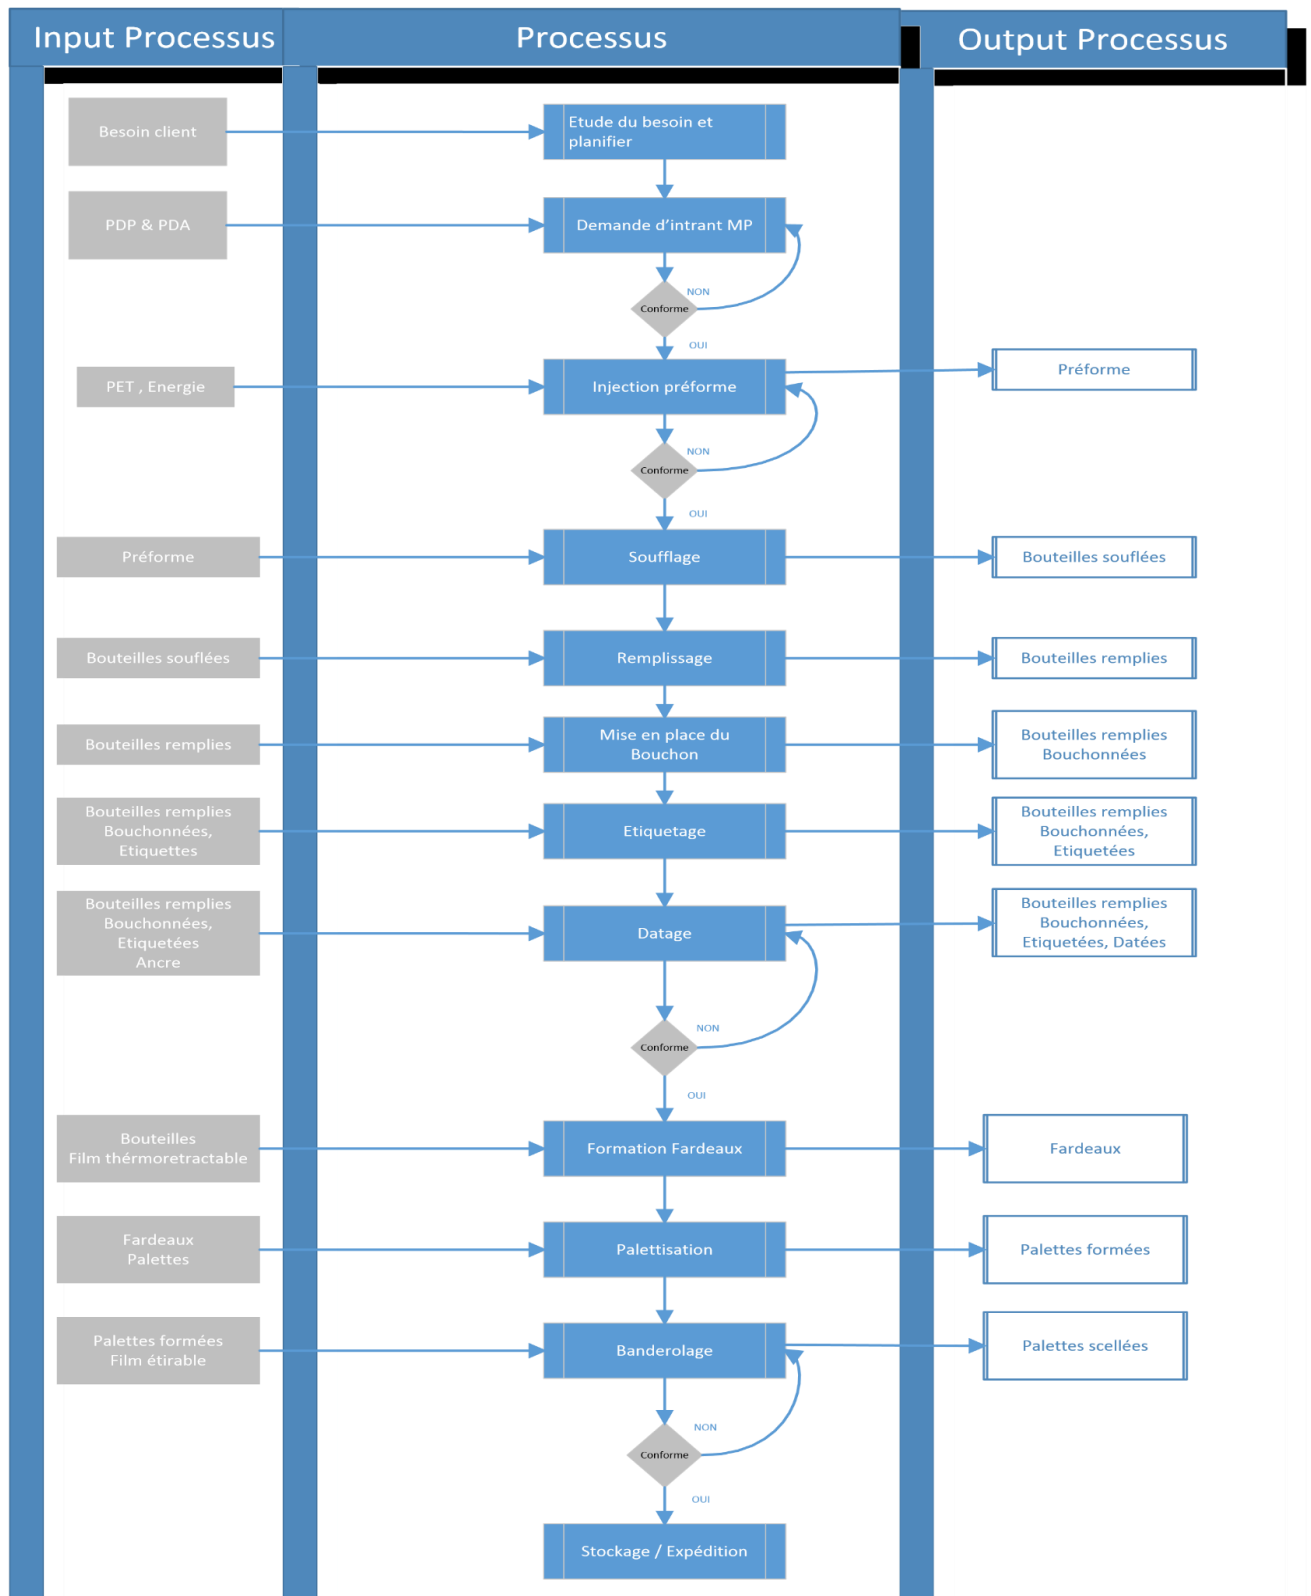 Input Processus
Processus
Output Processus
Besoin client
Etude du besoin et
planifier
PDP & PDA
Demande d'intrant MP
NON
Conforme
OUI
PET , Energie
Injection préforme
Préforme
NON
Conforme
OUI
Préforme
Soufflage
Bouteilles souflées
Bouteilles souflées
Remplissage
Bouteilles remplies
Bouteilles remplies
Mise en place du
Bouchon
Bouteilles remplies
Bouchonnées
Bouteilles remplies
Bouchonnées,
Etiquettes
Etiquetage
Bouteilles remplies
Bouchonnées,
Etiquetées
Bouteilles remplies
Bouchonnées,
Etiquetées
Ancre
Datage
Bouteilles remplies
Bouchonnées,
Etiquetées, Datées
NON
Conforme
OUI
Bouteilles
Film thérmoretractable
Formation Fardeaux
Fardeaux
Fardeaux
Palettes
Palettisation
Palettes formées
Palettes formées
Film étirable
Banderolage
Palettes scellées
NON
Conforme
OUI
Stockage / Expédition